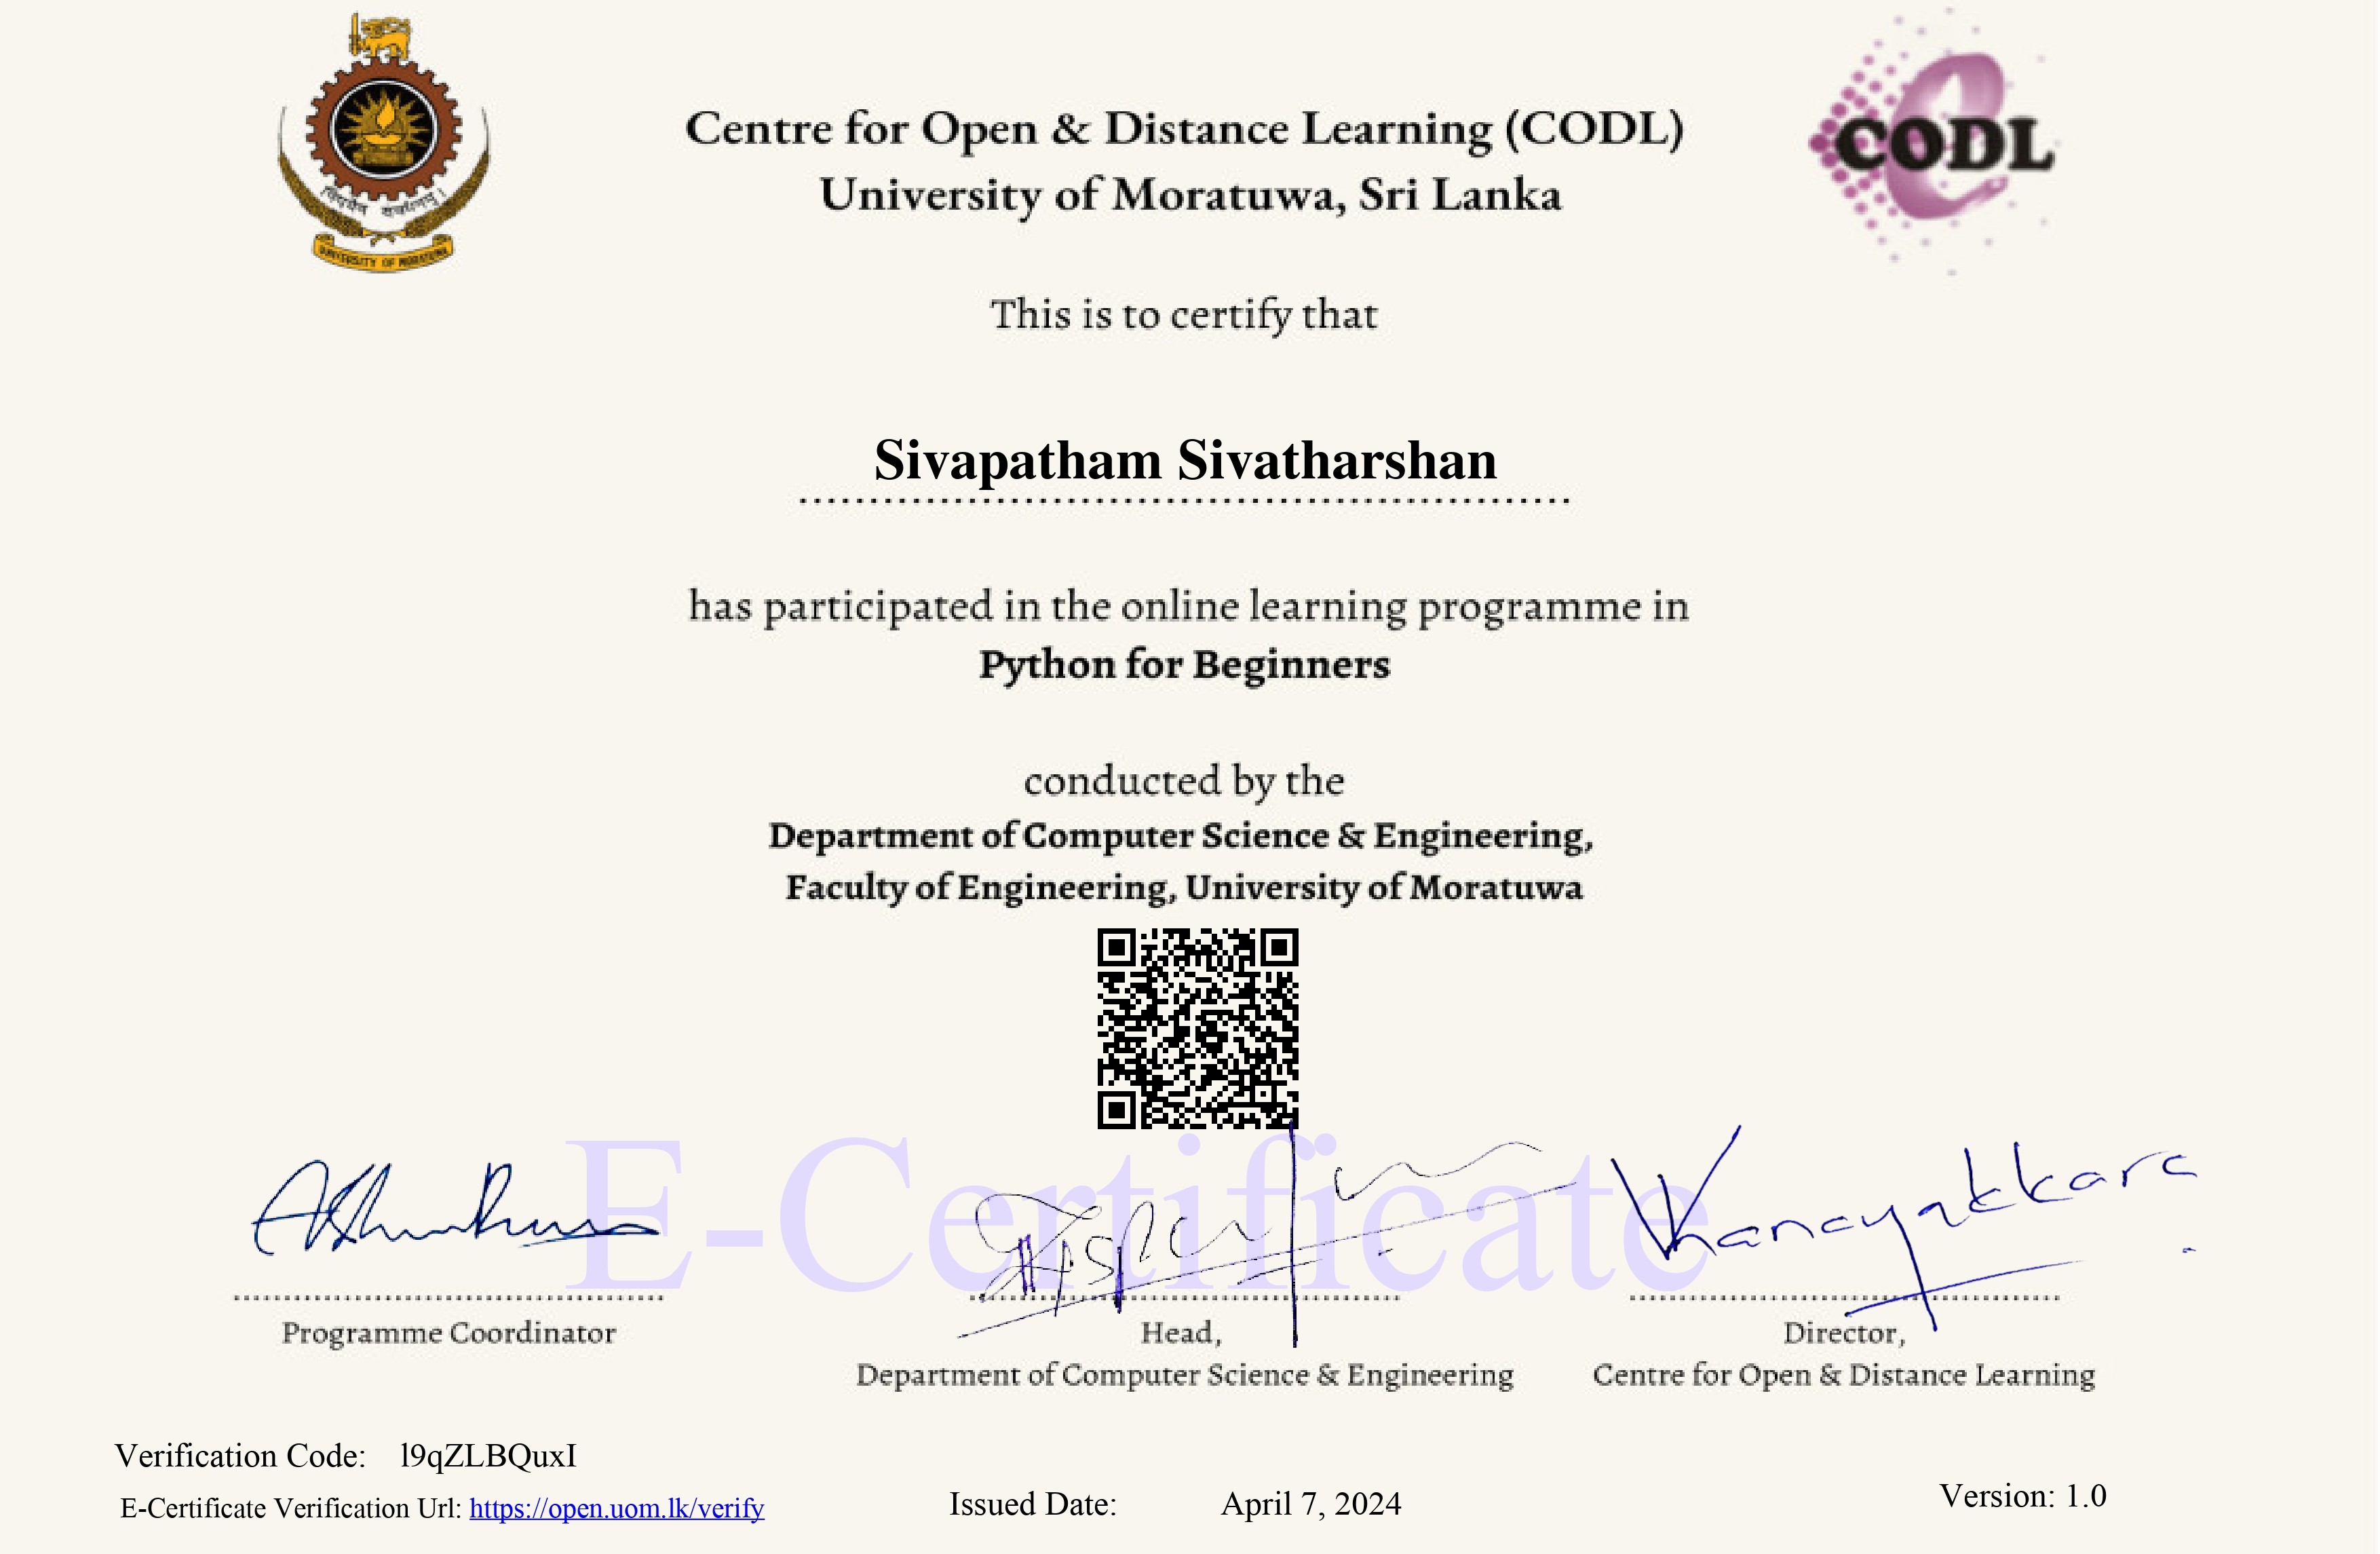 Centre for Open & Distance Learning (CODL)
University of Moratuwa, Sri Lanka
UNIVERSITY OF MORATUWA
CODL
This is to certify that
Sivapatham Sivatharshan
has participated in the online learning programme in
Python for Beginners
conducted by the
Department of Computer Science & Engineering,
Faculty of Engineering, University of Moratuwa
E-Certificate
Programme Coordinator
Head,
Department of Computer Science & Engineering
Director,
Centre for Open & Distance Learning
Verification Code: l9qZLBQuxI
E-Certificate Verification Url: https://open.uom.lk/verify
Issued Date: April 7, 2024
Version: 1.0